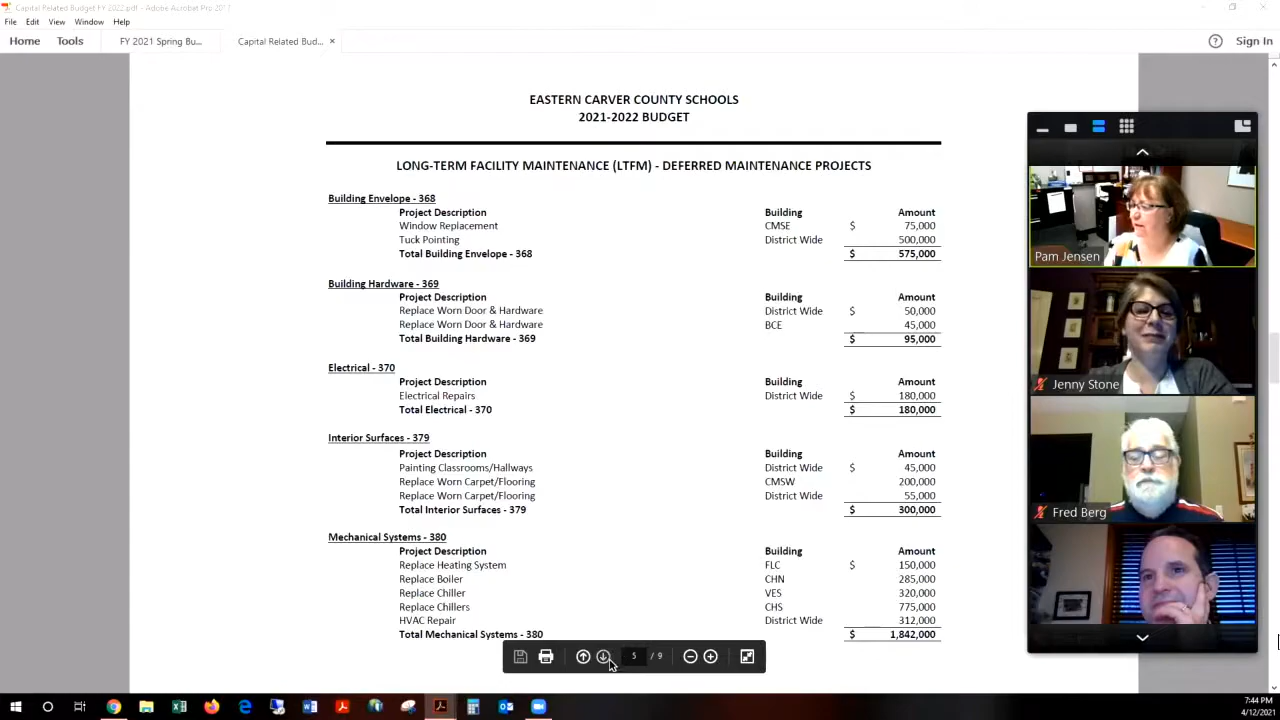 Capital Related Budget FY 2022.pdf - Adobe Acrobat Pro 2017
File Edit View Window Help
Home Tools FY 2021 Spring Bu... Capital Related Bud... × Sign In
EASTERN CARVER COUNTY SCHOOLS
2021-2022 BUDGET
LONG-TERM FACILITY MAINTENANCE (LTFM) - DEFERRED MAINTENANCE PROJECTS
Building Envelope - 368
Project Description Building Amount
Window Replacement CMSE $ 75,000
Tuck Pointing District Wide 500,000
Total Building Envelope - 368 $ 575,000
Building Hardware - 369
Project Description Building Amount
Replace Worn Door & Hardware District Wide $ 50,000
Replace Worn Door & Hardware BCE 45,000
Total Building Hardware - 369 $ 95,000
Electrical - 370
Project Description Building Amount
Electrical Repairs District Wide $ 180,000
Total Electrical - 370 $ 180,000
Interior Surfaces - 379
Project Description Building Amount
Painting Classrooms/Hallways District Wide $ 45,000
Replace Worn Carpet/Flooring CMSW 200,000
Replace Worn Carpet/Flooring District Wide 55,000
Total Interior Surfaces - 379 $ 300,000
Mechanical Systems - 380
Project Description Building Amount
Replace Heating System FLC $ 150,000
Replace Boiler CHN 285,000
Replace Chiller VES 320,000
Replace Chillers CHS 775,000
HVAC Repair District Wide 312,000
Total Mechanical Systems - 380 $ 1,842,000
5 / 9
Pam Jensen
Jenny Stone
Fred Berg
7:44 PM
4/12/2021